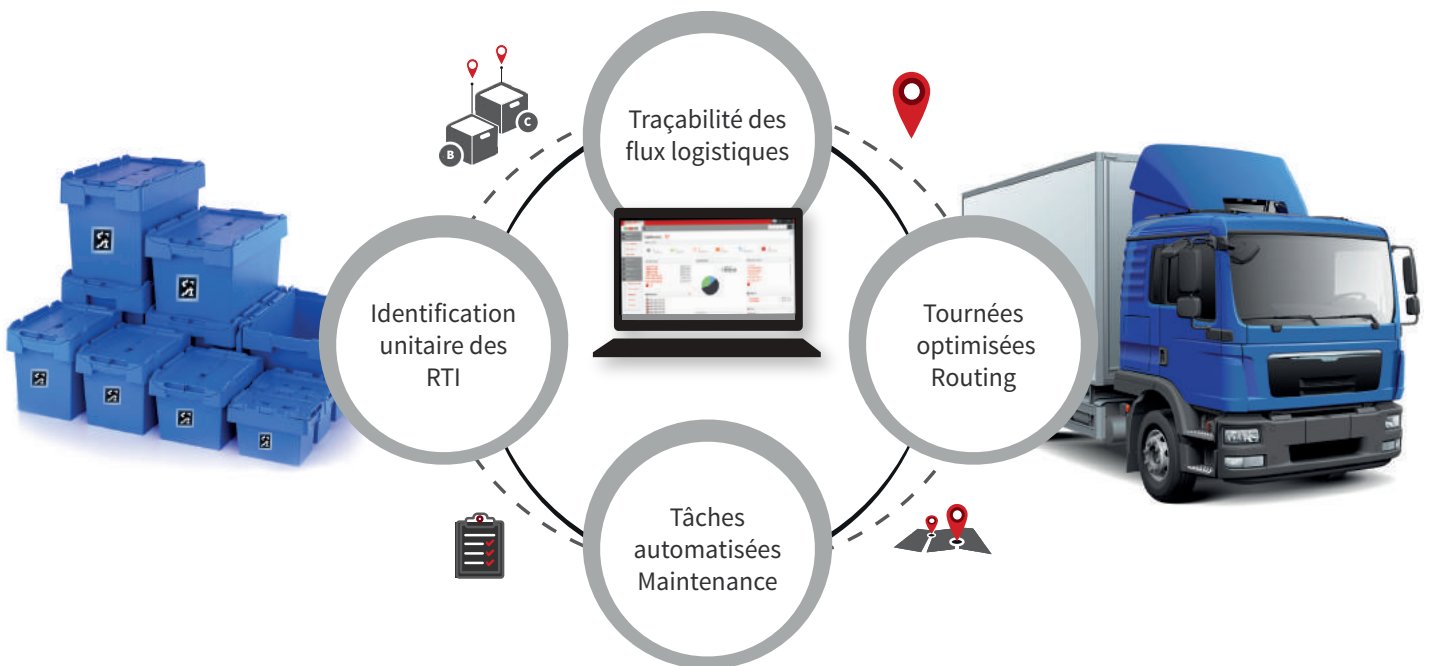 Traçabilité des
flux logistiques
C
B
Identification
unitaire des
RTI
Tournées
optimisées
Routing
Tâches
automatisées
Maintenance